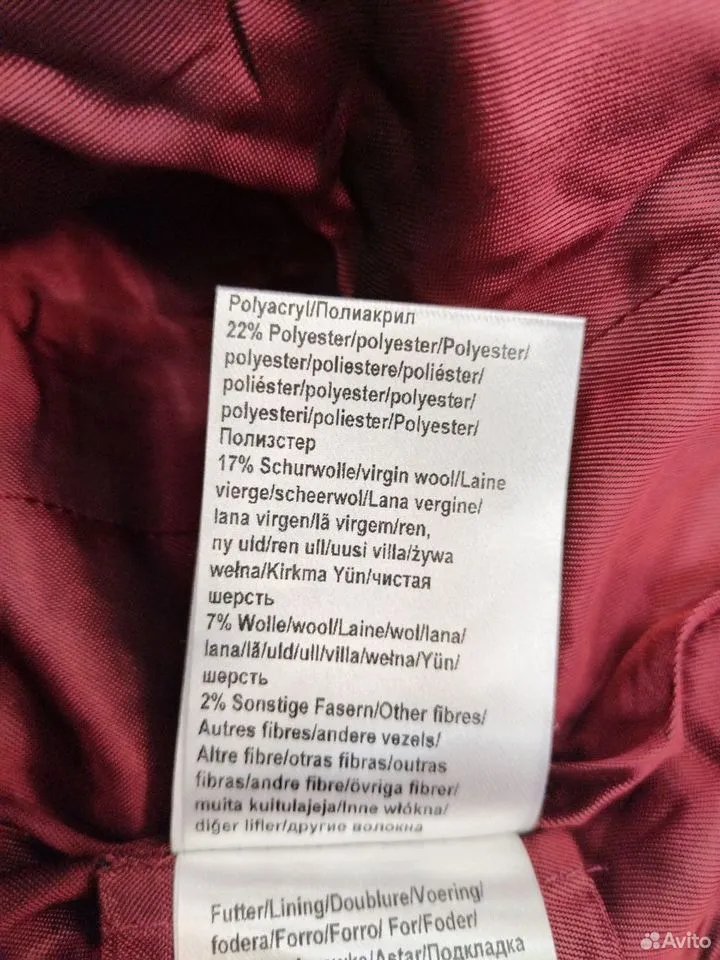 Polyacryl/Полиакрил
22% Polyester/polyester/Polyester/
polyester/poliestere/poliéster/
poliéster/polyester/polyester/
polyesteri/poliester/Polyester/
Полизстер
17% Schurwolle/virgin wool/Laine
vierge/scheerwol/Lana vergine/
lana virgen/lã virgem/ren,
ny uld/ren ull/uusi villa/żywa
wełna/Kirkma Yün/чистая
шерсть
7% Wolle/wool/Laine/wol/lana/
lana/lã/uld/ull/villa/wełna/Yün/
шерсть
2% Sonstige Fasern/Other fibres/
Autres fibres/andere vezels/
Altre fibre/otras fibras/outras
fibras/andre fibre/övriga fibrer/
muita kuitulajeja/Inne włókna/
diğer lifler/другие волокна
Futter/Lining/Doublure/Voering/
fodera/Forro/Forro/ For/Foder/
/Astar/Подкладка
Avito